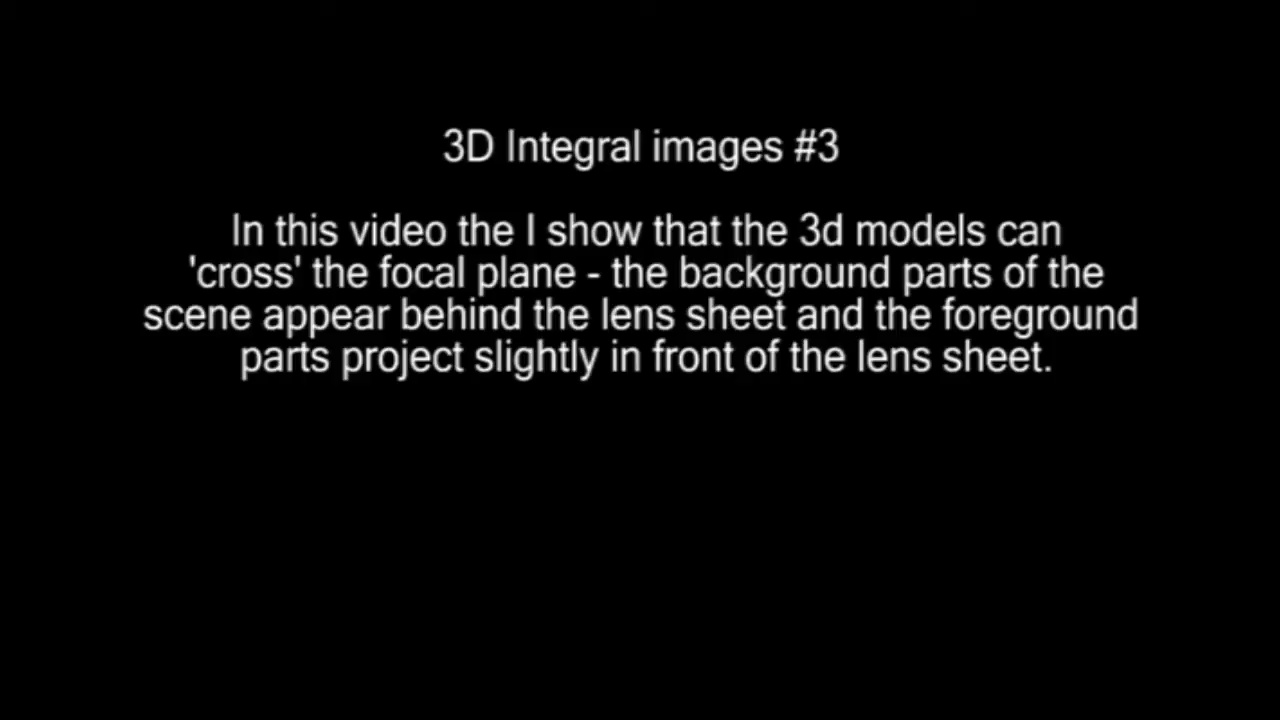 3D Integral images #3
In this video the I show that the 3d models can
'cross' the focal plane - the background parts of the
scene appear behind the lens sheet and the foreground
parts project slightly in front of the lens sheet.